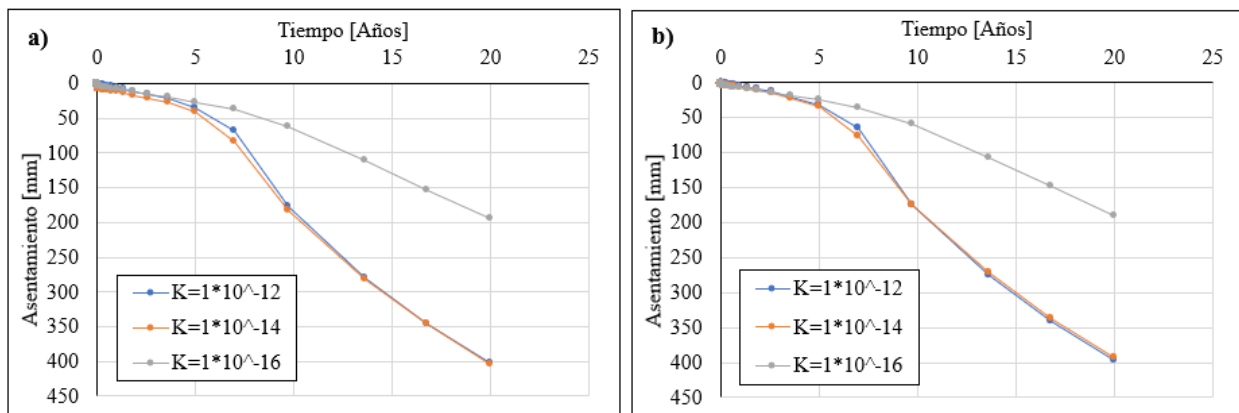 a)
Tiempo [Años]
0 5 10 15 20 25
Asentamiento [mm]
0
50
100
150
200
250
300
350
400
450
K=1*10^-12
K=1*10^-14
K=1*10^-16
b)
Tiempo [Años]
0 5 10 15 20 25
Asentamiento [mm]
0
50
100
150
200
250
300
350
400
450
K=1*10^-12
K=1*10^-14
K=1*10^-16